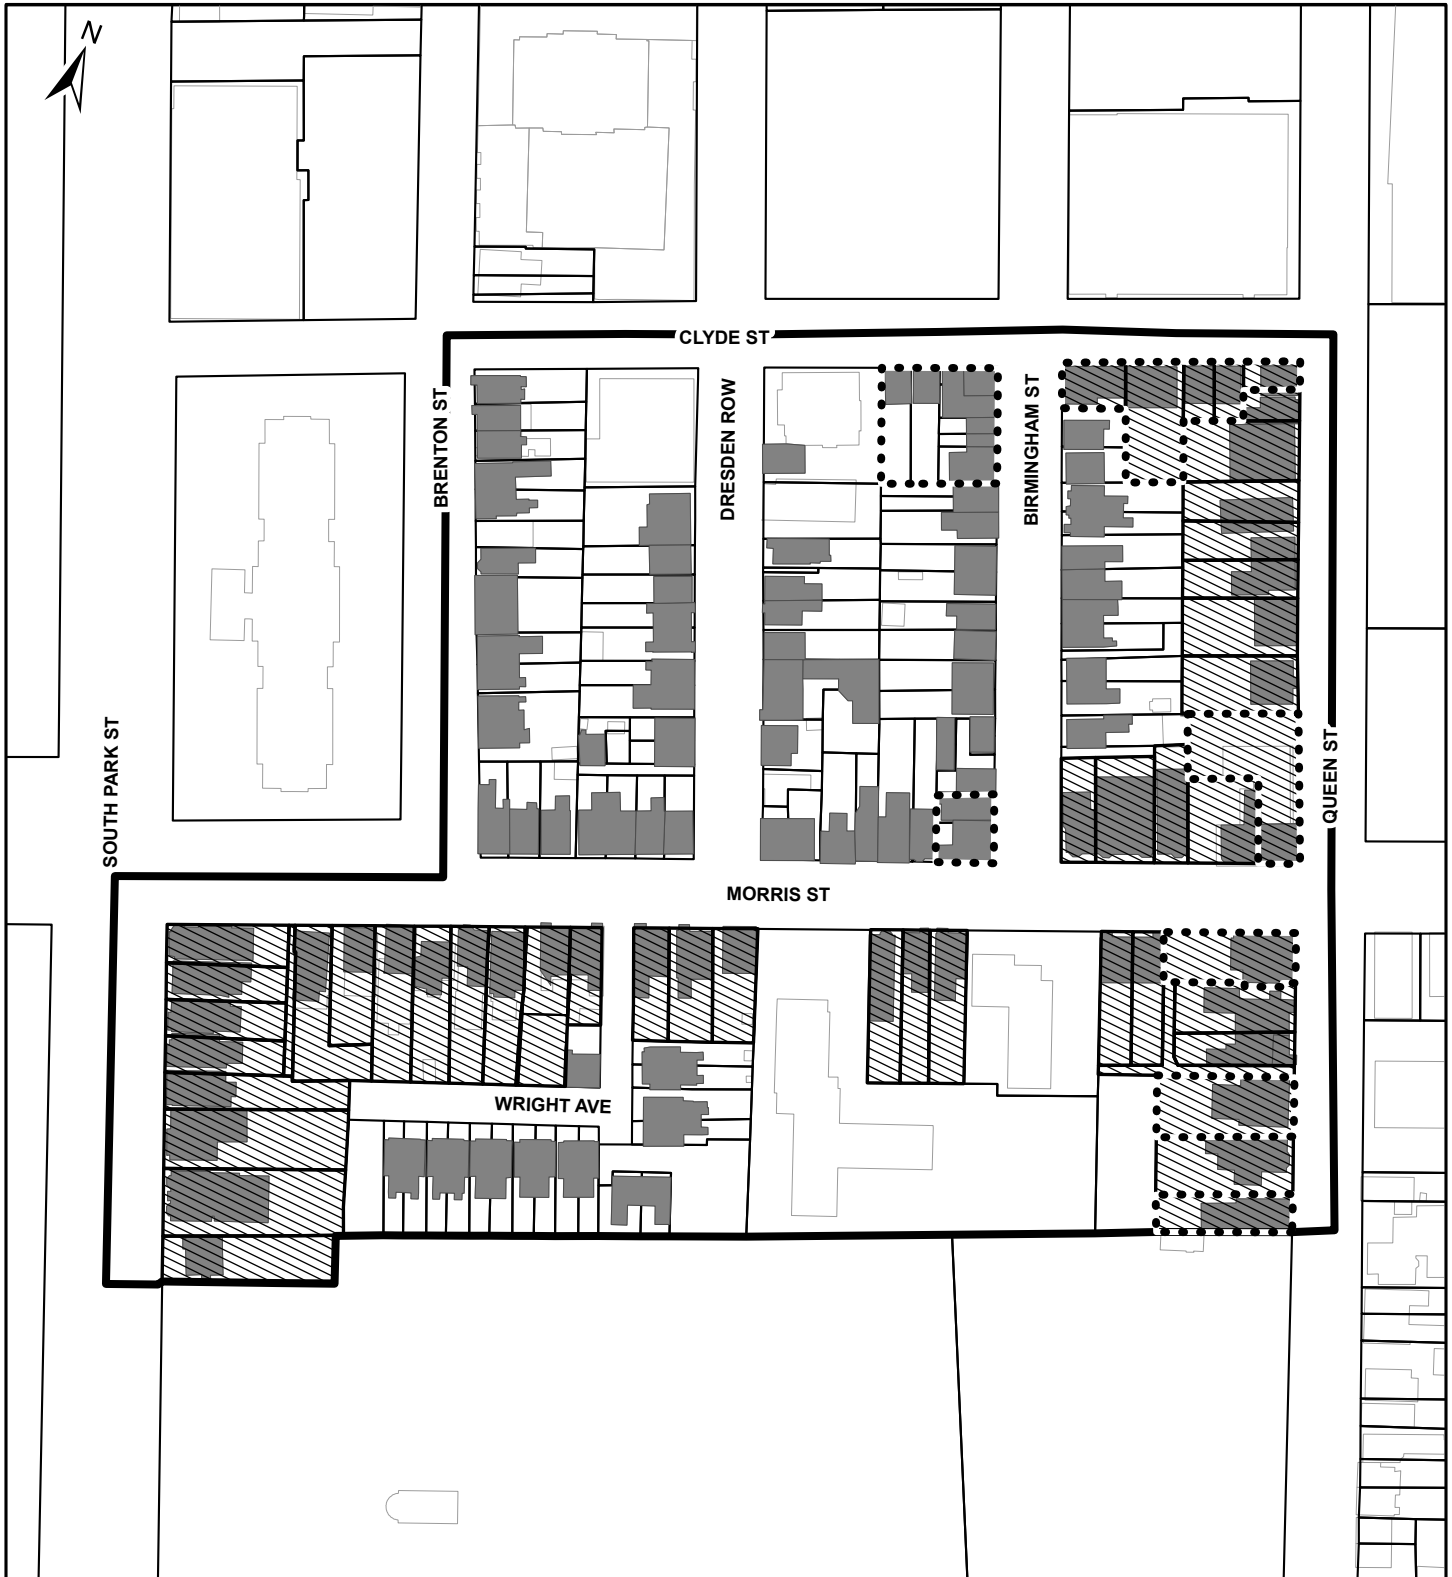 N
CLYDE ST
BRENTON ST
DRESDEN ROW
BIRMINGHAM ST
SOUTH PARK ST
QUEEN ST
MORRIS ST
WRIGHT AVE